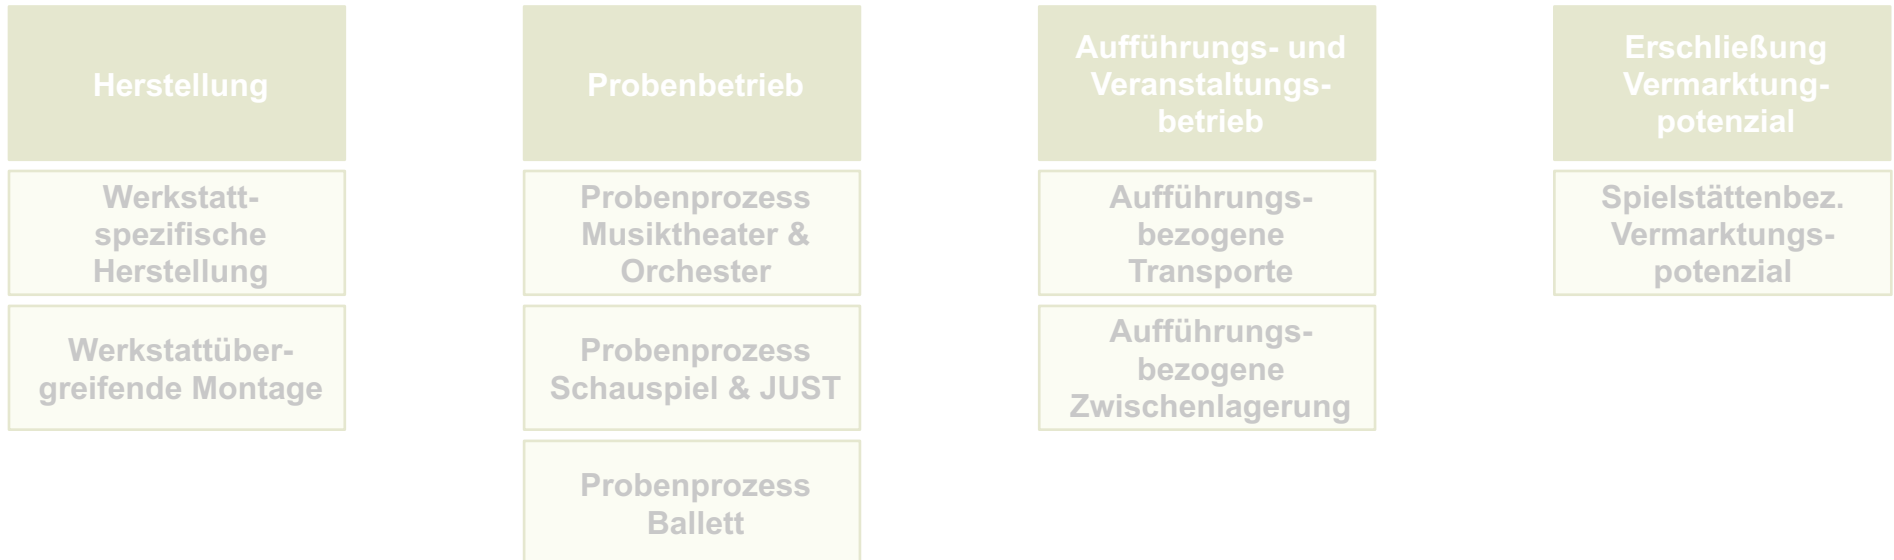 Herstellung
Werkstatt-
spezifische
Herstellung
Werkstattüber-
greifende Montage
Probenbetrieb
Probenprozess
Musiktheater &
Orchester
Probenprozess
Schauspiel & JUST
Probenprozess
Ballett
Aufführungs- und
Veranstaltungs-
betrieb
Aufführungs-
bezogene
Transporte
Aufführungs-
bezogene
Zwischenlagerung
Erschließung
Vermarktung-
potenzial
Spielstättenbez.
Vermarktungs-
potenzial